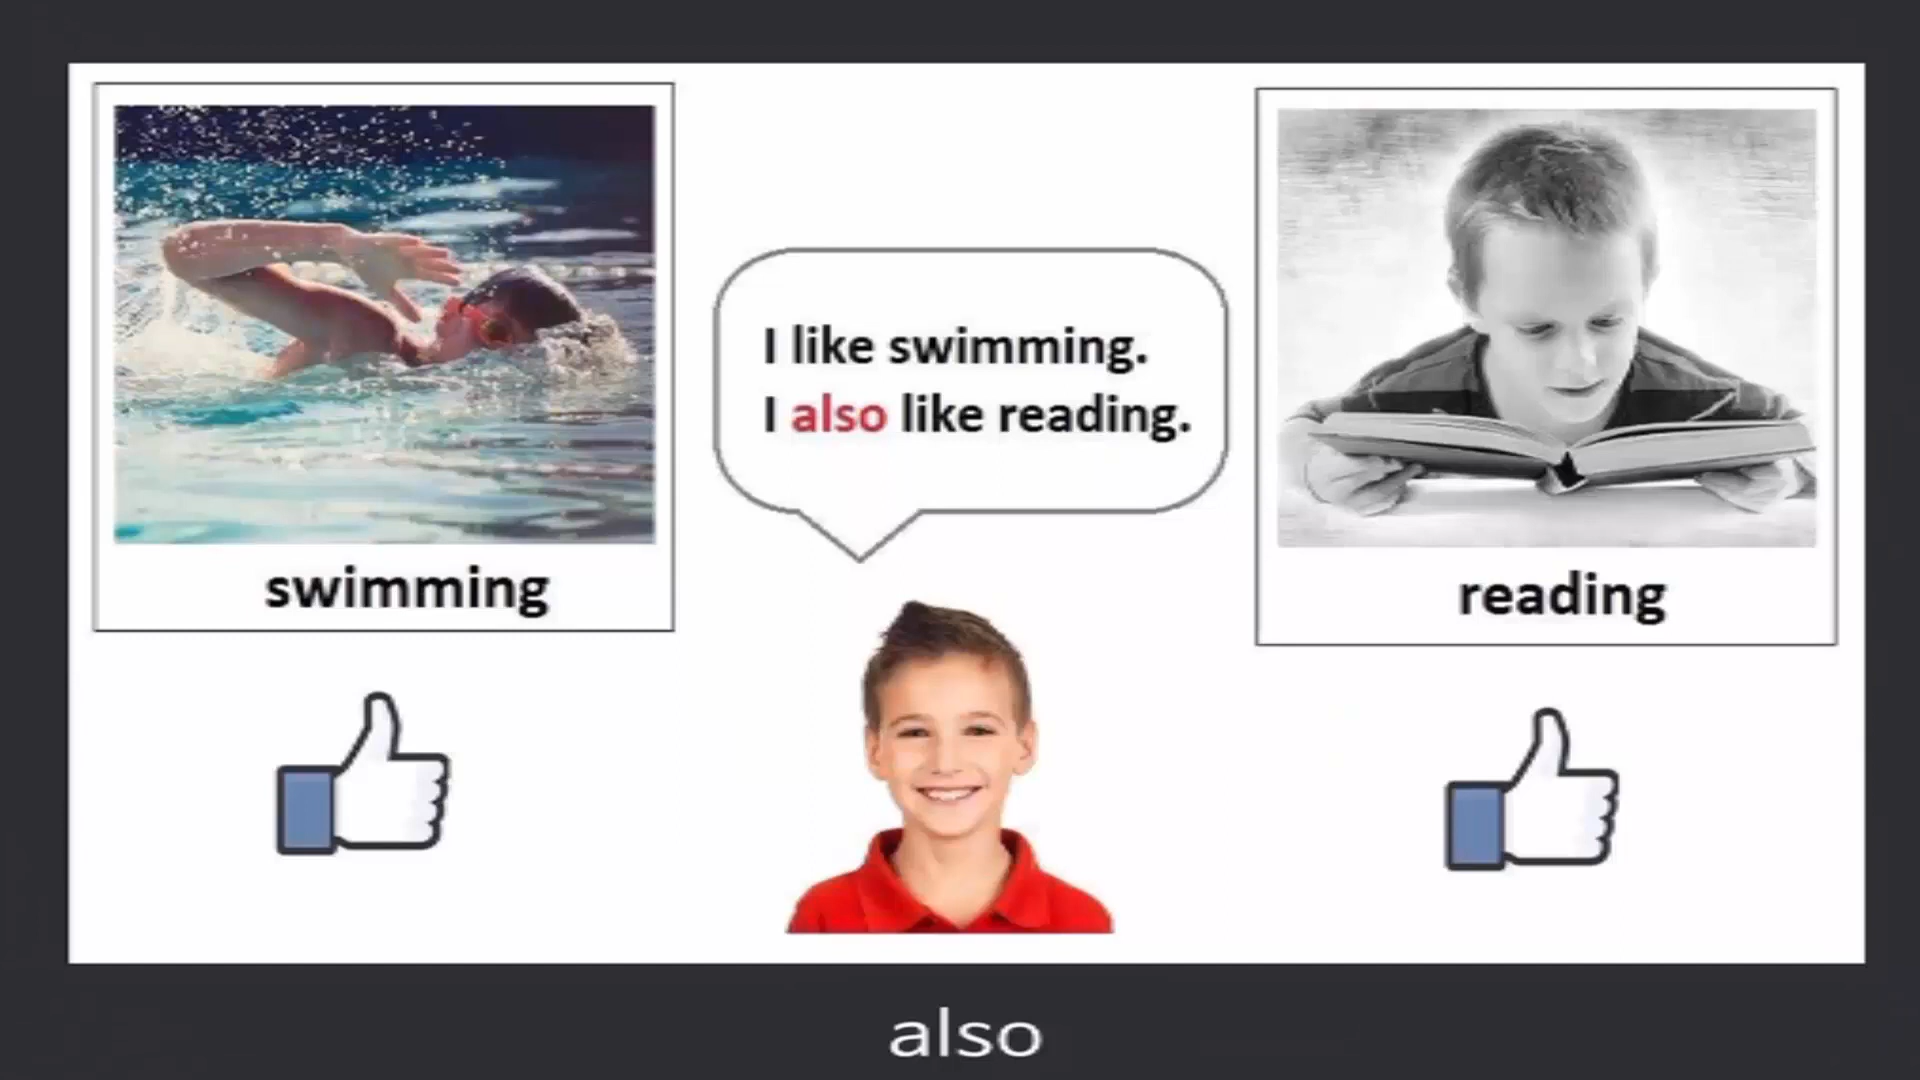 I like swimming.
I also like reading.
swimming
reading
also